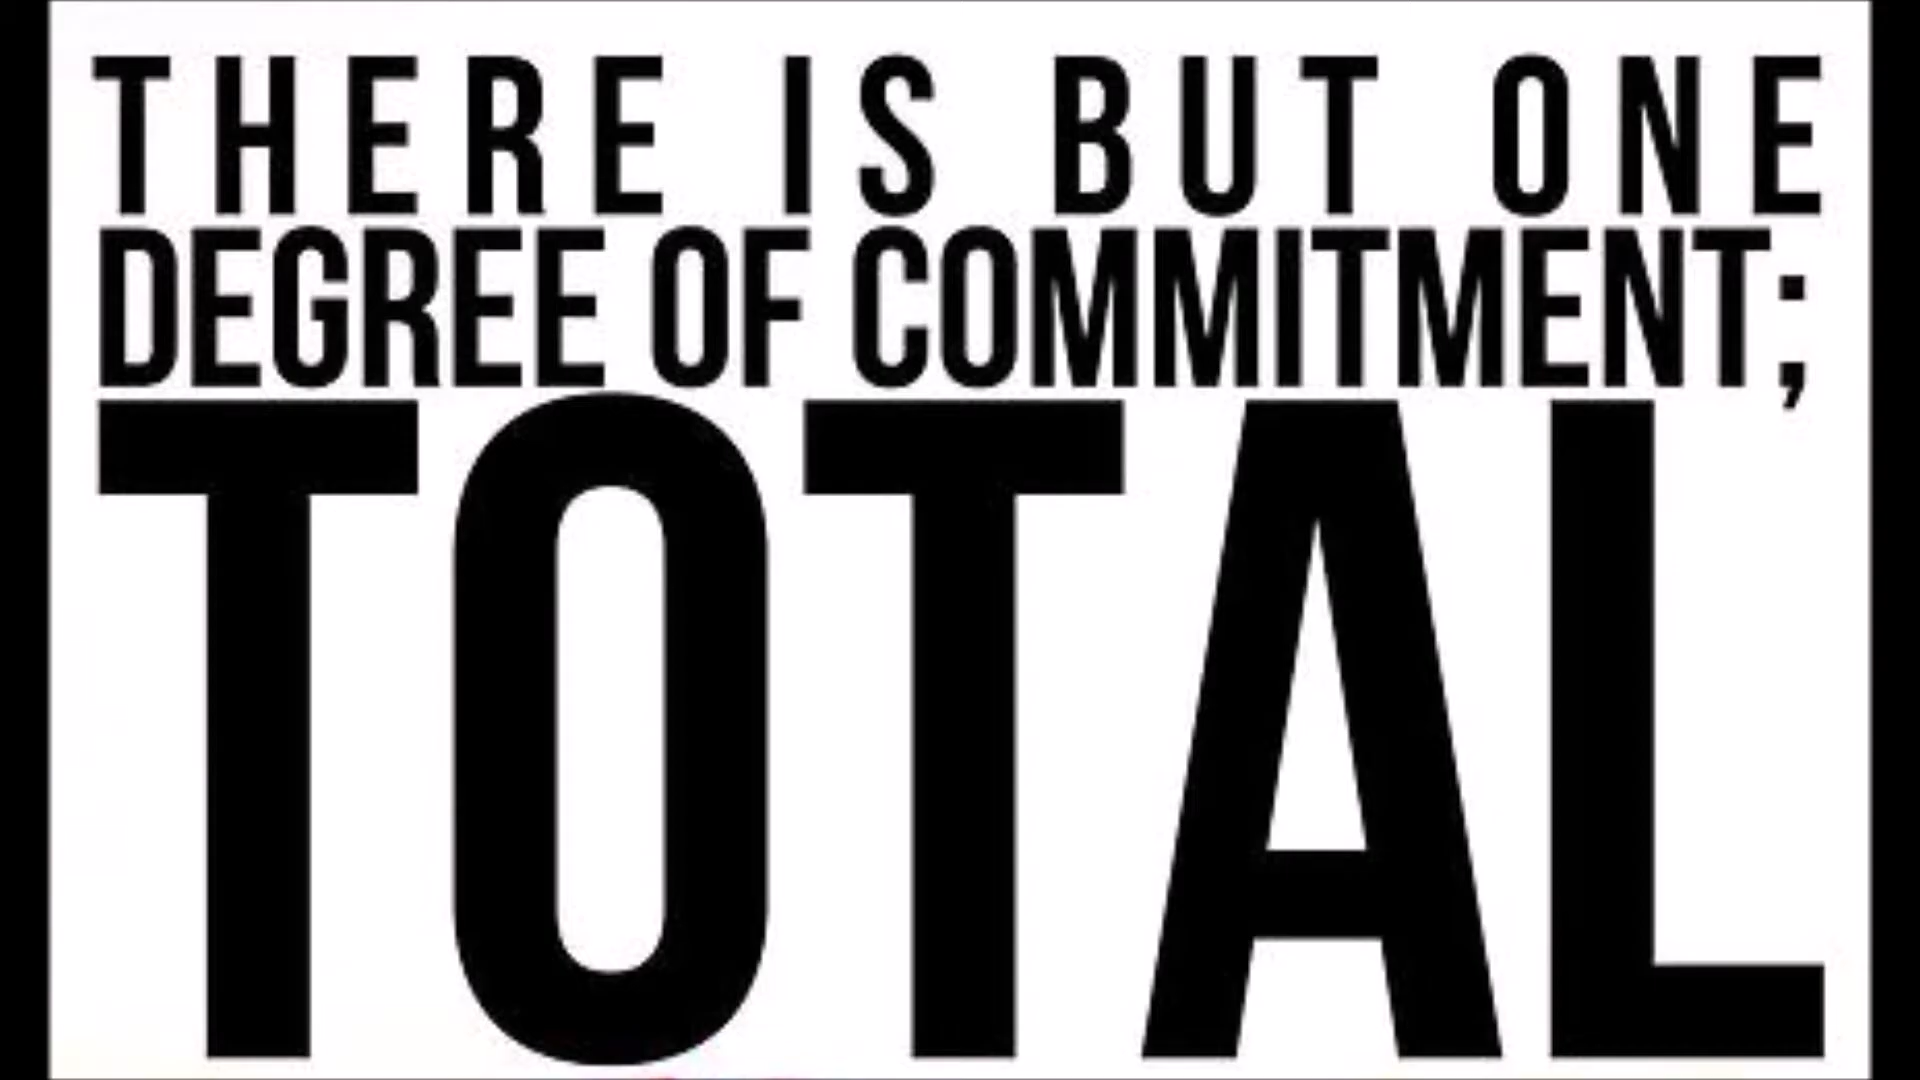 THERE IS BUT ONE
DEGREE OF COMMITMENT;
TOTAL